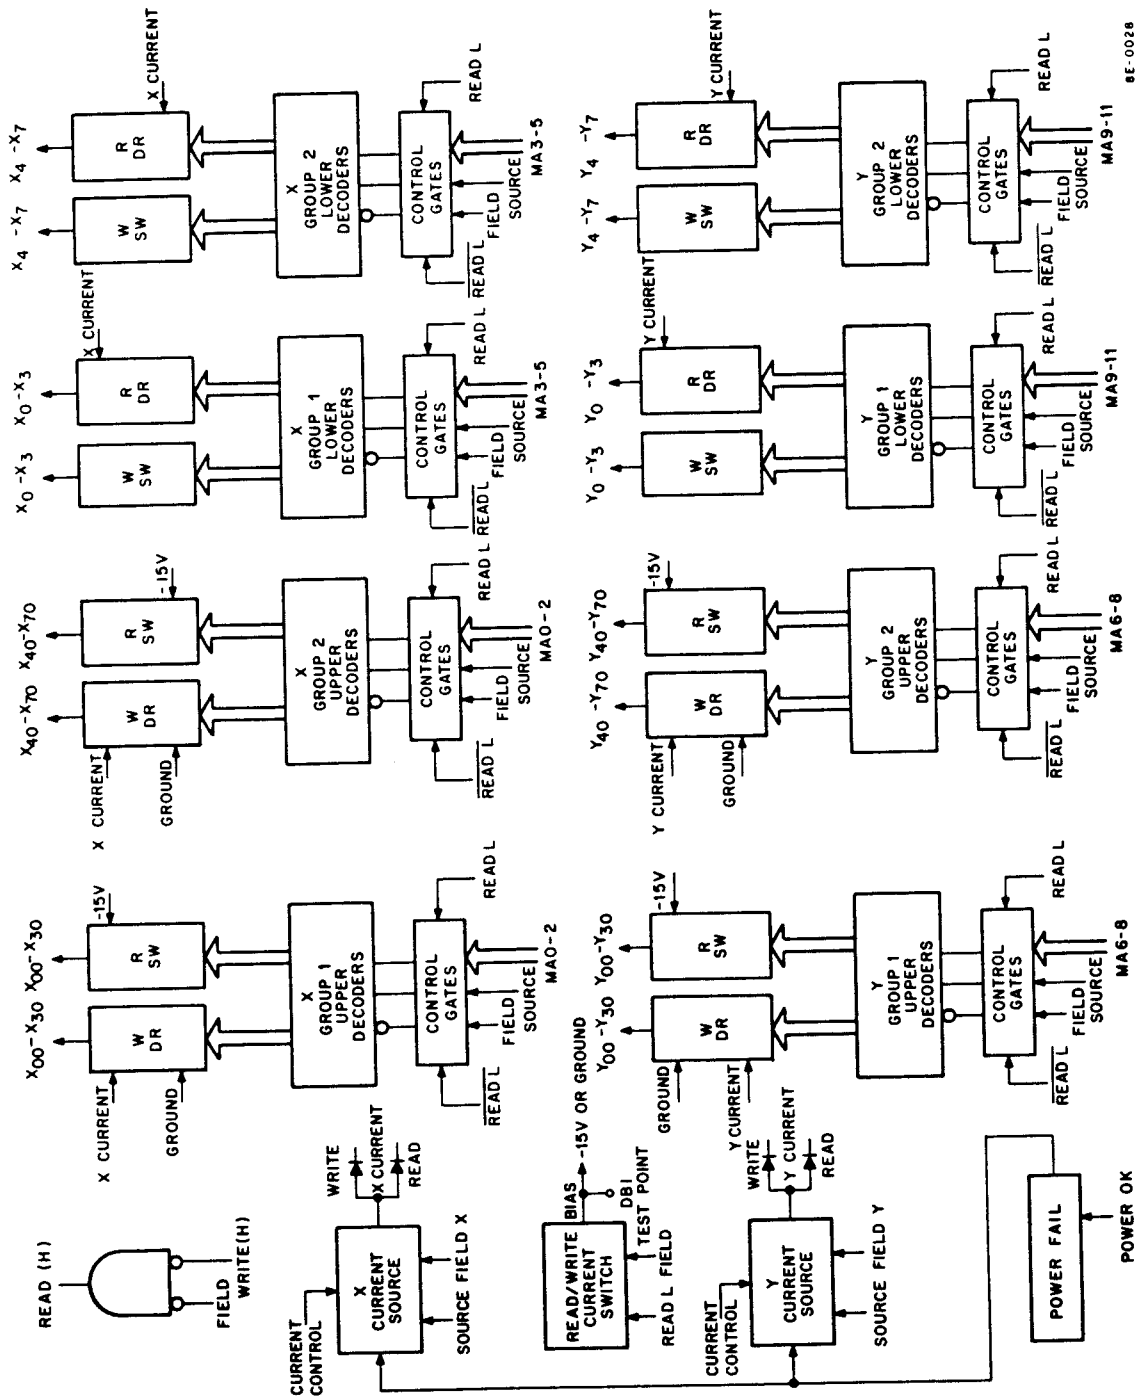 READ (H)
FIELD
WRITE(H)
CURRENT CONTROL
X
CURRENT
SOURCE
SOURCE FIELD X
WRITE
X CURRENT
READ
X CURRENT
GROUND
X00-X30
X00-X30
W
DR
R
SW
-15V
X
GROUP 1
UPPER
DECODERS
CONTROL
GATES
READ L
FIELD
SOURCE
MA0-2
READ L
X CURRENT
GROUND
X40-X70
X40-X70
W
DR
R
SW
-15V
X
GROUP 2
UPPER
DECODERS
CONTROL
GATES
READ L
FIELD
SOURCE
MA0-2
READ L
X0-X3
X0-X3
W
SW
R
DR
X CURRENT
X
GROUP 1
LOWER
DECODERS
CONTROL
GATES
READ L
FIELD
SOURCE
MA3-5
READ L
X4-X7
X4-X7
W
SW
R
DR
X CURRENT
X
GROUP 2
LOWER
DECODERS
CONTROL
GATES
READ L
FIELD
SOURCE
MA3-5
READ L
READ/WRITE
CURRENT
SWITCH
BIAS
-15V OR GROUND
DB1
TEST POINT
READ L FIELD
CURRENT
CONTROL
Y
CURRENT
SOURCE
SOURCE FIELD Y
WRITE
Y CURRENT
READ
POWER FAIL
POWER OK
GROUND
Y CURRENT
Y00-Y30
Y00-Y30
W
DR
R
SW
-15V
Y
GROUP 1
UPPER
DECODERS
CONTROL
GATES
READ L
FIELD
SOURCE
MA6-8
READ L
Y CURRENT
GROUND
Y40-Y70
Y40-Y70
W
DR
R
SW
-15V
Y
GROUP 2
UPPER
DECODERS
CONTROL
GATES
READ L
FIELD
SOURCE
MA6-8
READ L
Y0-Y3
Y0-Y3
W
SW
R
DR
Y CURRENT
Y
GROUP 1
LOWER
DECODERS
CONTROL
GATES
READ L
FIELD
SOURCE
MA9-11
READ L
Y4-Y7
Y4-Y7
W
SW
R
DR
Y CURRENT
Y
GROUP 2
LOWER
DECODERS
CONTROL
GATES
READ L
FIELD
SOURCE
MA9-11
READ L
8E-0028